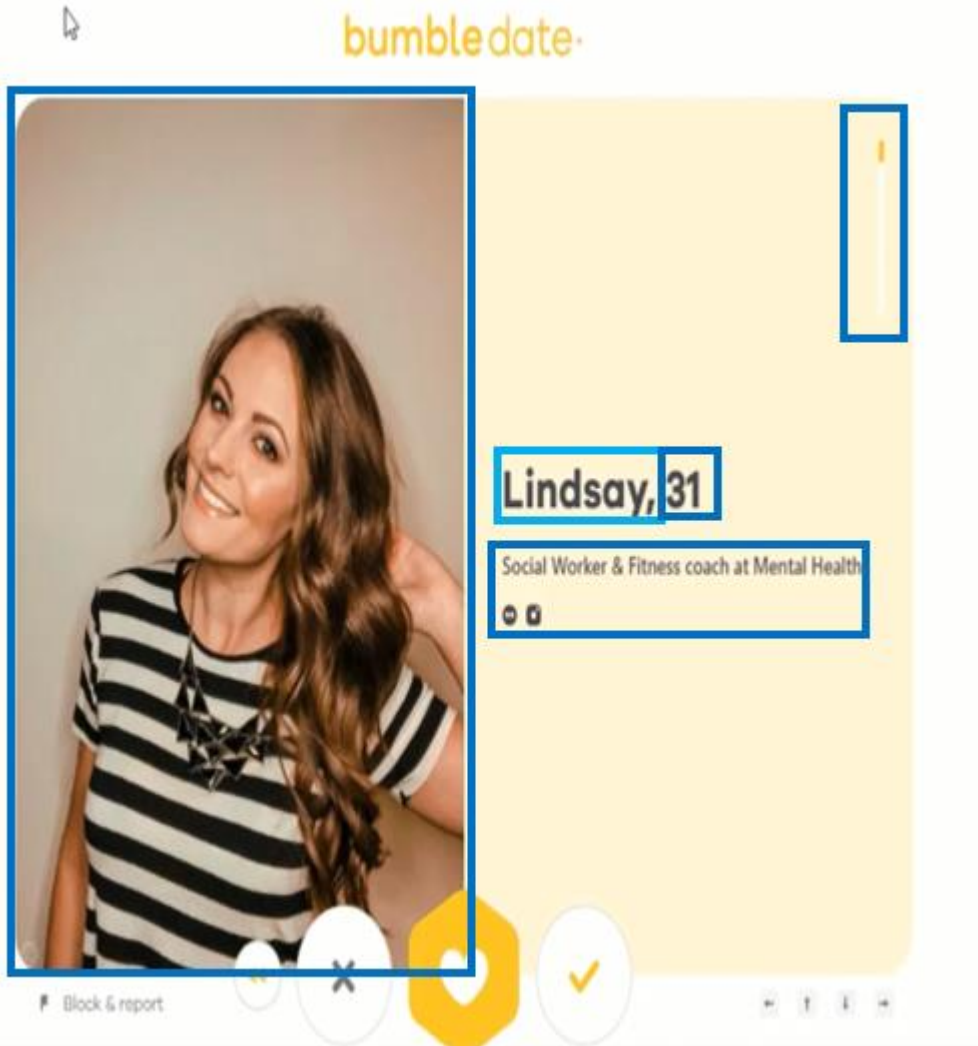 bumble date
Lindsay, 31
Social Worker & Fitness coach at Mental Health
Block & report